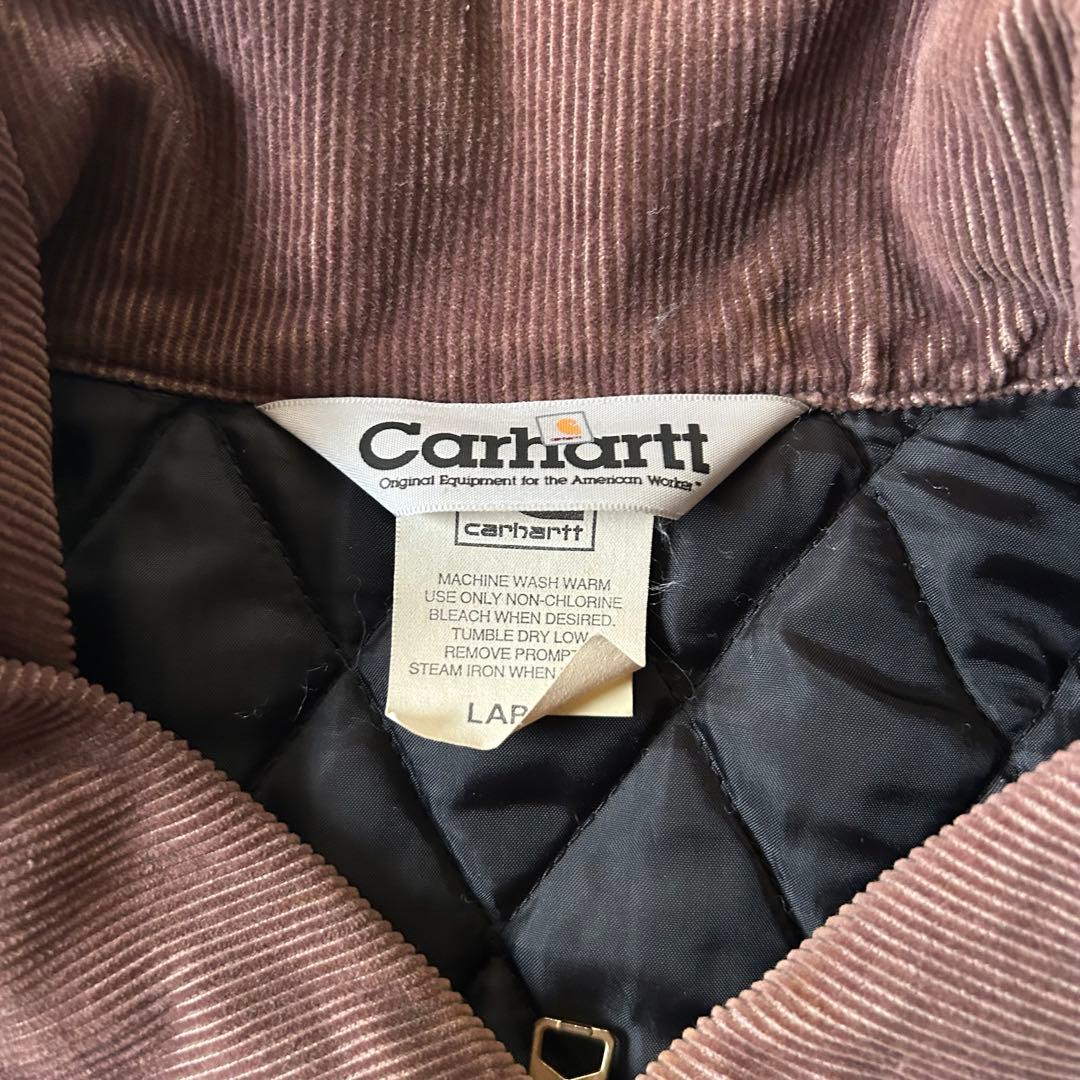 Carhartt
Original Equipment for the American Worker
carhartt
MACHINE WASH WARM
USE ONLY NON-CHLORINE
BLEACH WHEN DESIRED.
TUMBLE DRY LOW
REMOVE PROMPT
STEAM IRON WHEN
LAR